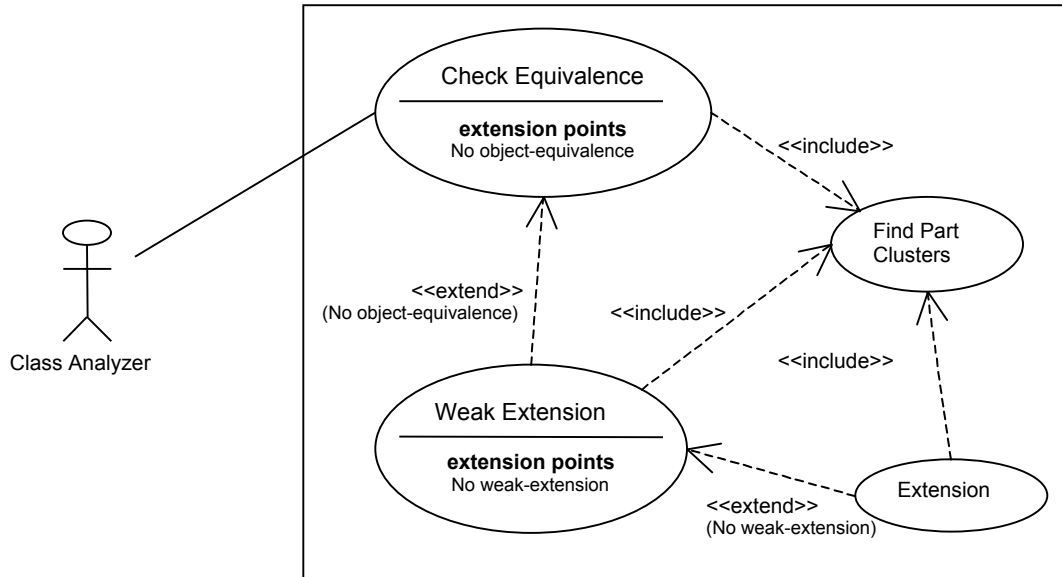 Check Equivalence
extension points
No object-equivalence
<<include>>
Find Part
Clusters
<<extend>>
(No object-equivalence)
<<include>>
Class Analyzer
<<include>>
Weak Extension
extension points
No weak-extension
Extension
<<extend>>
(No weak-extension)